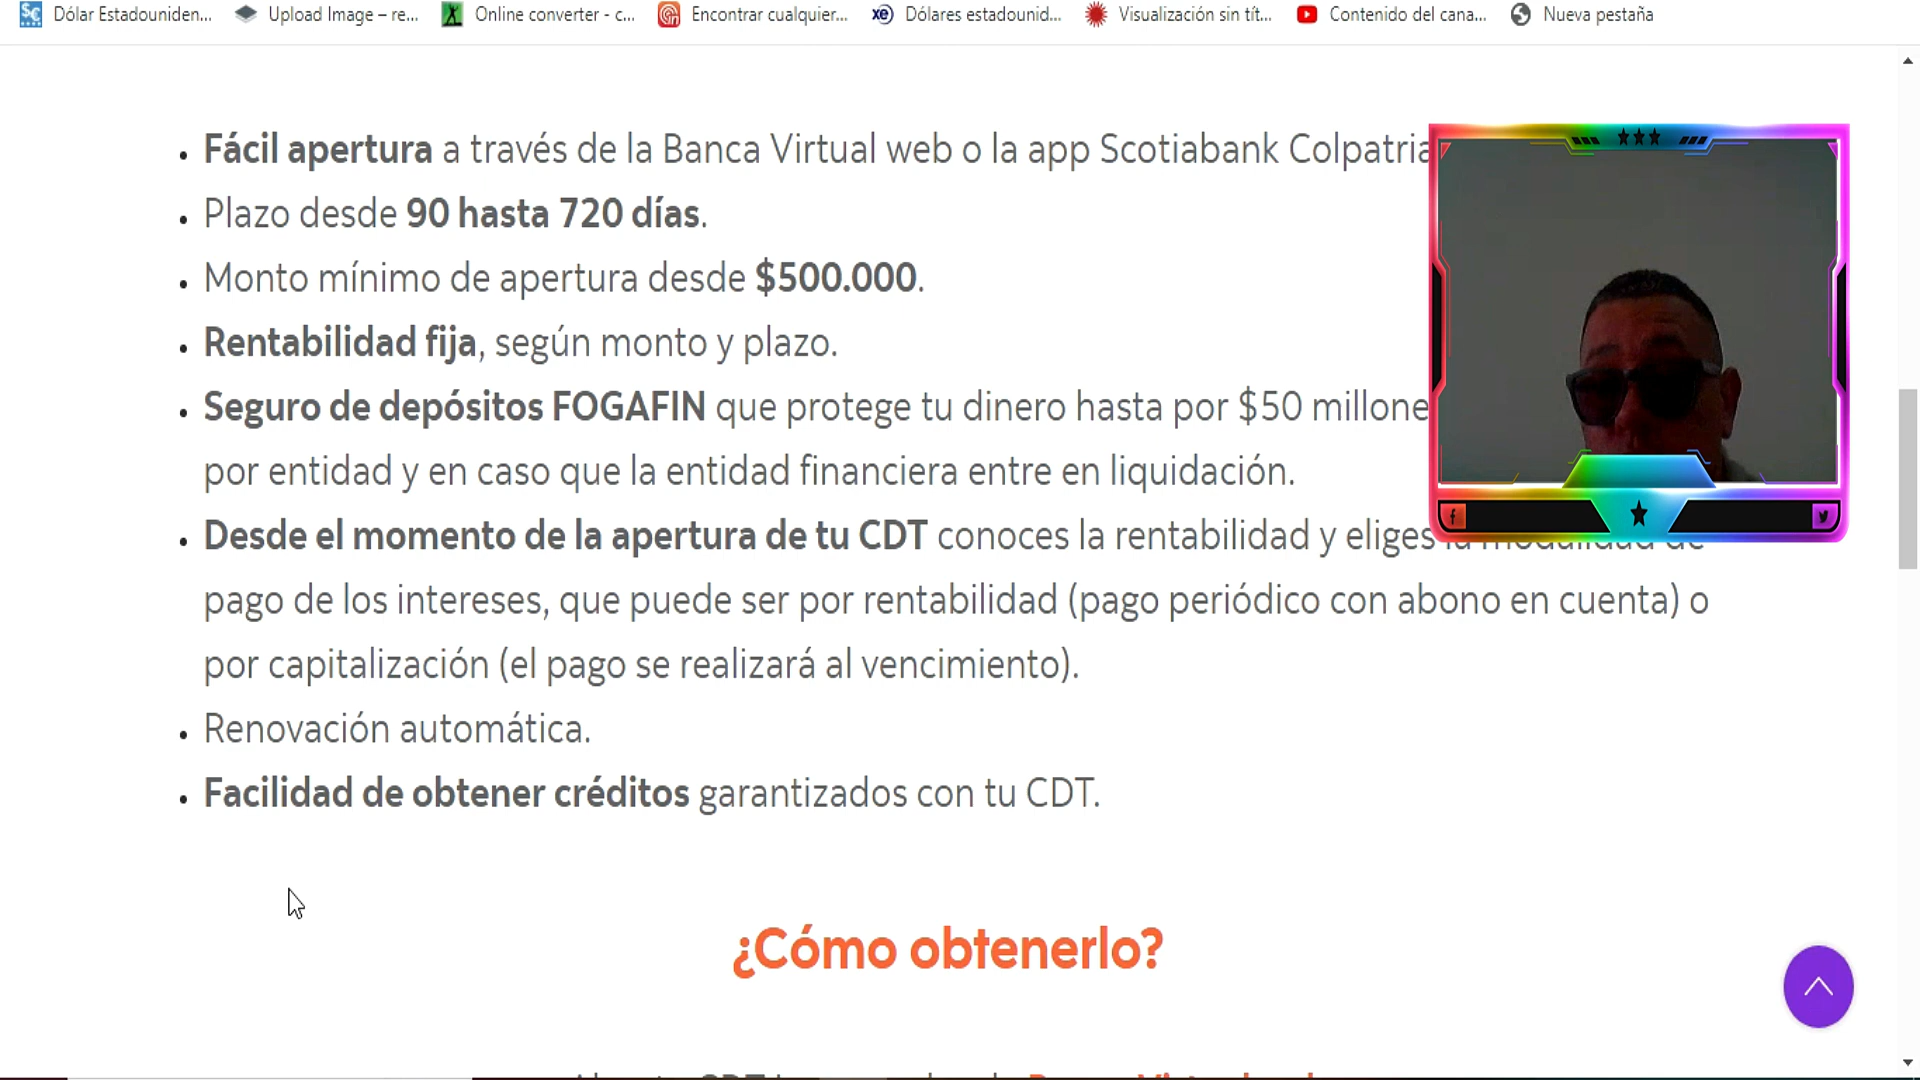 Dólar Estadouniden... Upload Image – re... Online converter - c... Encontrar cualquier... Dólares estadounid... Visualización sin tít... Contenido del cana... Nueva pestaña
• Fácil apertura a través de la Banca Virtual web o la app Scotiabank Colpatria
• Plazo desde 90 hasta 720 días.
• Monto mínimo de apertura desde $500.000.
• Rentabilidad fija, según monto y plazo.
• Seguro de depósitos FOGAFIN que protege tu dinero hasta por $50 millone
por entidad y en caso que la entidad financiera entre en liquidación.
• Desde el momento de la apertura de tu CDT conoces la rentabilidad y eliges la modalidad de
pago de los intereses, que puede ser por rentabilidad (pago periódico con abono en cuenta) o
por capitalización (el pago se realizará al vencimiento).
• Renovación automática.
• Facilidad de obtener créditos garantizados con tu CDT.
¿Cómo obtenerlo?